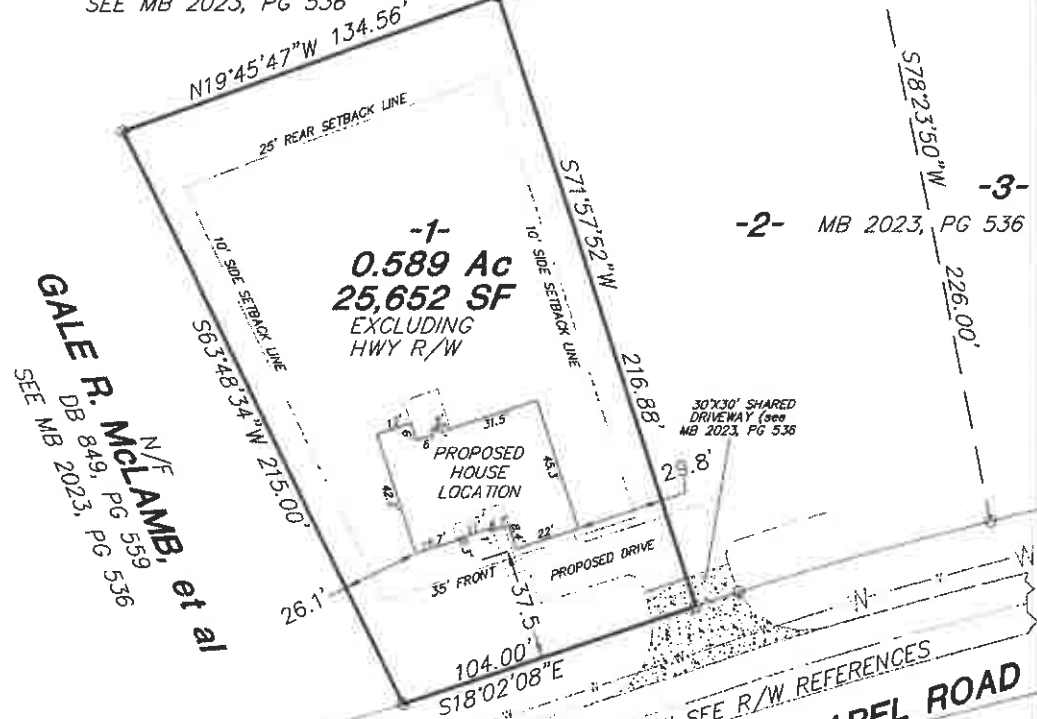 SEE MB 2023, PG 536
N19°45'47"W 134.56'
25' REAR SETBACK LINE
S78°23'50"W
226.00'
-3-
-2- MB 2023, PG 536
S71°57'52"W
216.88'
-1-
0.589 Ac
25,652 SF
EXCLUDING
HWY R/W
10' SIDE SETBACK LINE
10' SIDE SETBACK LINE
S63°48'34"W 215.00'
N/F
GALE R. McLAMB, et al
DB 849, PG 559
SEE MB 2023, PG 536
30'X30' SHARED
DRIVEWAY (see
MB 2023, PG 536
31.5
PROPOSED
HOUSE
LOCATION
45.3
29.8'
7'
3'
8.4'
22'
PROPOSED DRIVE
35' FRONT
37.5
26.1'
104.00'
S18°02'08"E
W
W
SEE R/W REFERENCES
ROAD